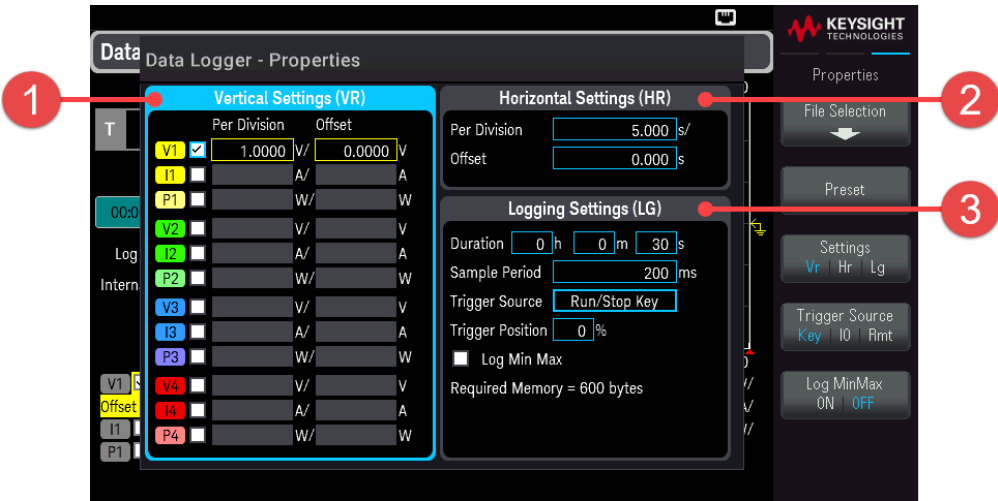 KEYSIGHT
TECHNOLOGIES
Data
Data Logger - Properties
Properties
1
Vertical Settings (VR)
Per Division Offset
V1 1.0000 V/ 0.0000 V
I1 A/ A
P1 W/ W
V2 V/ V
I2 A/ A
P2 W/ W
V3 V/ V
I3 A/ A
P3 W/ W
V4 V/ V
I4 A/ A
P4 W/ W
2
Horizontal Settings (HR)
Per Division 5.000 s/
Offset 0.000 s
3
Logging Settings (LG)
Duration 0 h 0 m 30 s
Sample Period 200 ms
Trigger Source Run/Stop Key
Trigger Position 0 %
Log Min Max
Required Memory = 600 bytes
T
00:0
Log
Intern
V1
Offset
I1
P1
File Selection
Preset
Settings
Vr Hr Lg
Trigger Source
Key IO Rmt
Log MinMax
ON OFF